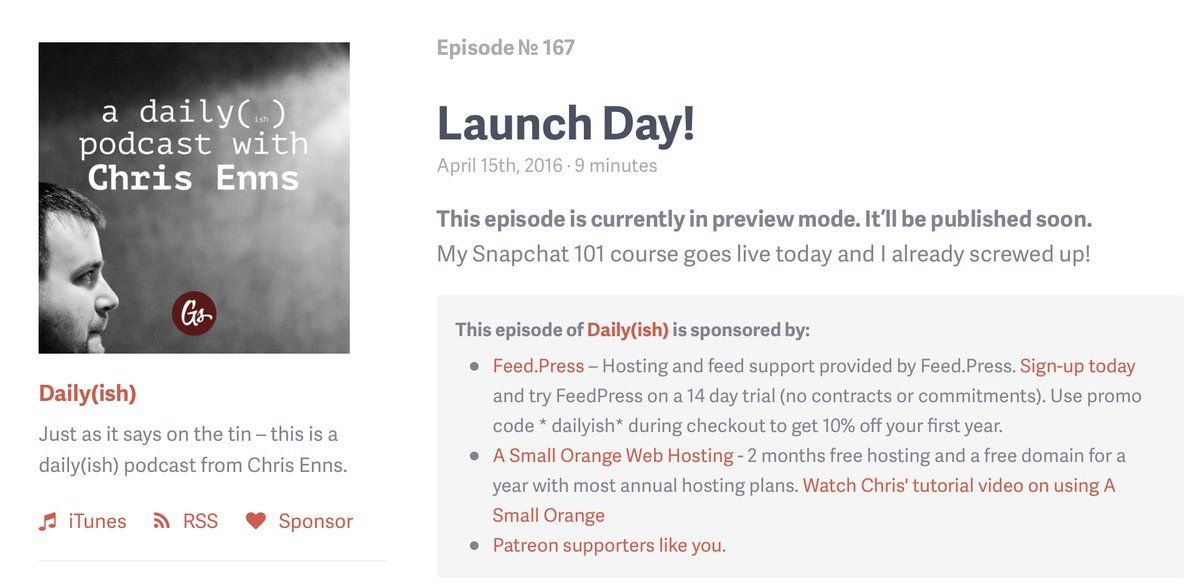 a daily(ish)
podcast with
Chris Enns
Gs
Daily(ish)
Just as it says on the tin – this is a
daily(ish) podcast from Chris Enns.
iTunes RSS Sponsor
Episode № 167
Launch Day!
April 15th, 2016 · 9 minutes
This episode is currently in preview mode. It’ll be published soon.
My Snapchat 101 course goes live today and I already screwed up!
This episode of Daily(ish) is sponsored by:
• Feed.Press – Hosting and feed support provided by Feed.Press. Sign-up today
and try FeedPress on a 14 day trial (no contracts or commitments). Use promo
code * dailyish* during checkout to get 10% off your first year.
• A Small Orange Web Hosting - 2 months free hosting and a free domain for a
year with most annual hosting plans. Watch Chris' tutorial video on using A
Small Orange
• Patreon supporters like you.